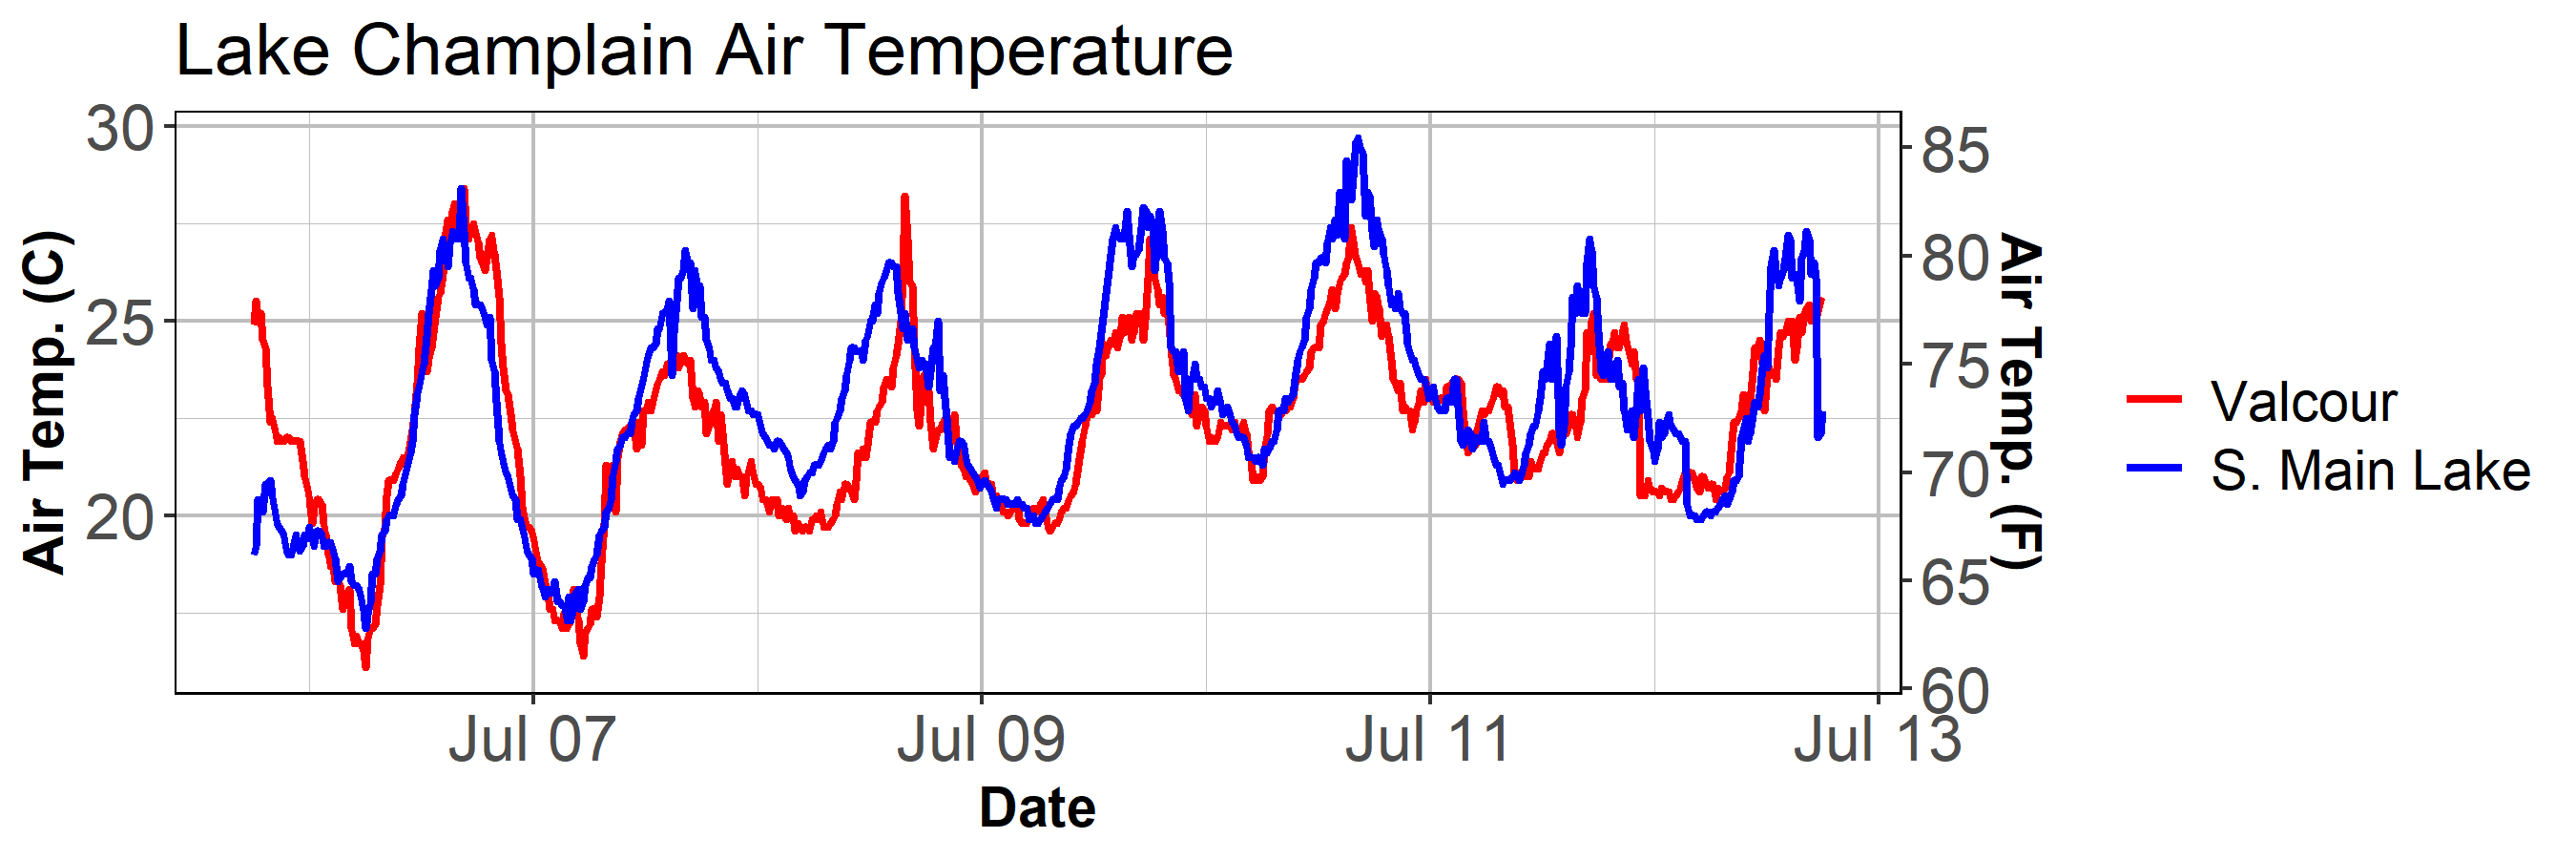 Lake Champlain Air Temperature
Air Temp. (C)
30
25
20
85
80
75
70
65
60
Air Temp. (F)
Valcour
S. Main Lake
Jul 07
Jul 09
Jul 11
Jul 13
Date